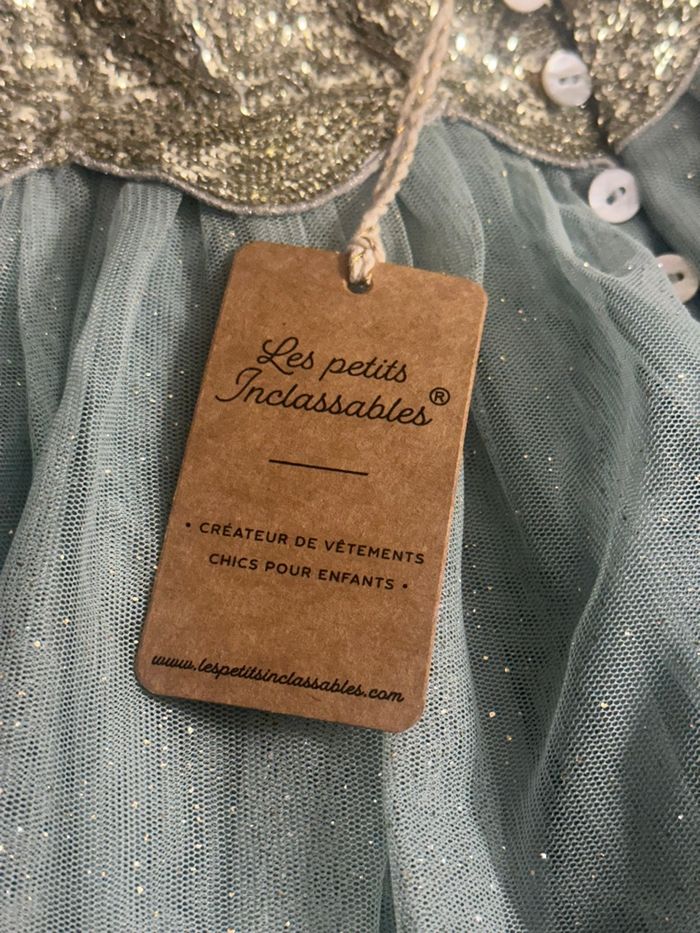 Les petits
Inclassables®
• CRÉATEUR DE VÊTEMENTS
CHICS POUR ENFANTS •
www.lespetitsinclassables.com